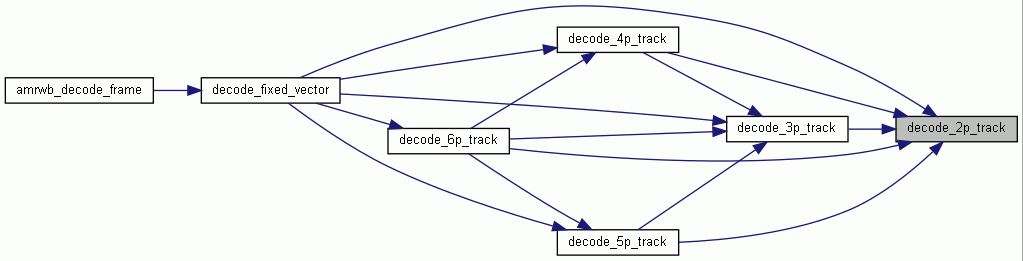 decode_4p_track
amrwb_decode_frame
decode_fixed_vector
decode_3p_track
decode_2p_track
decode_6p_track
decode_5p_track